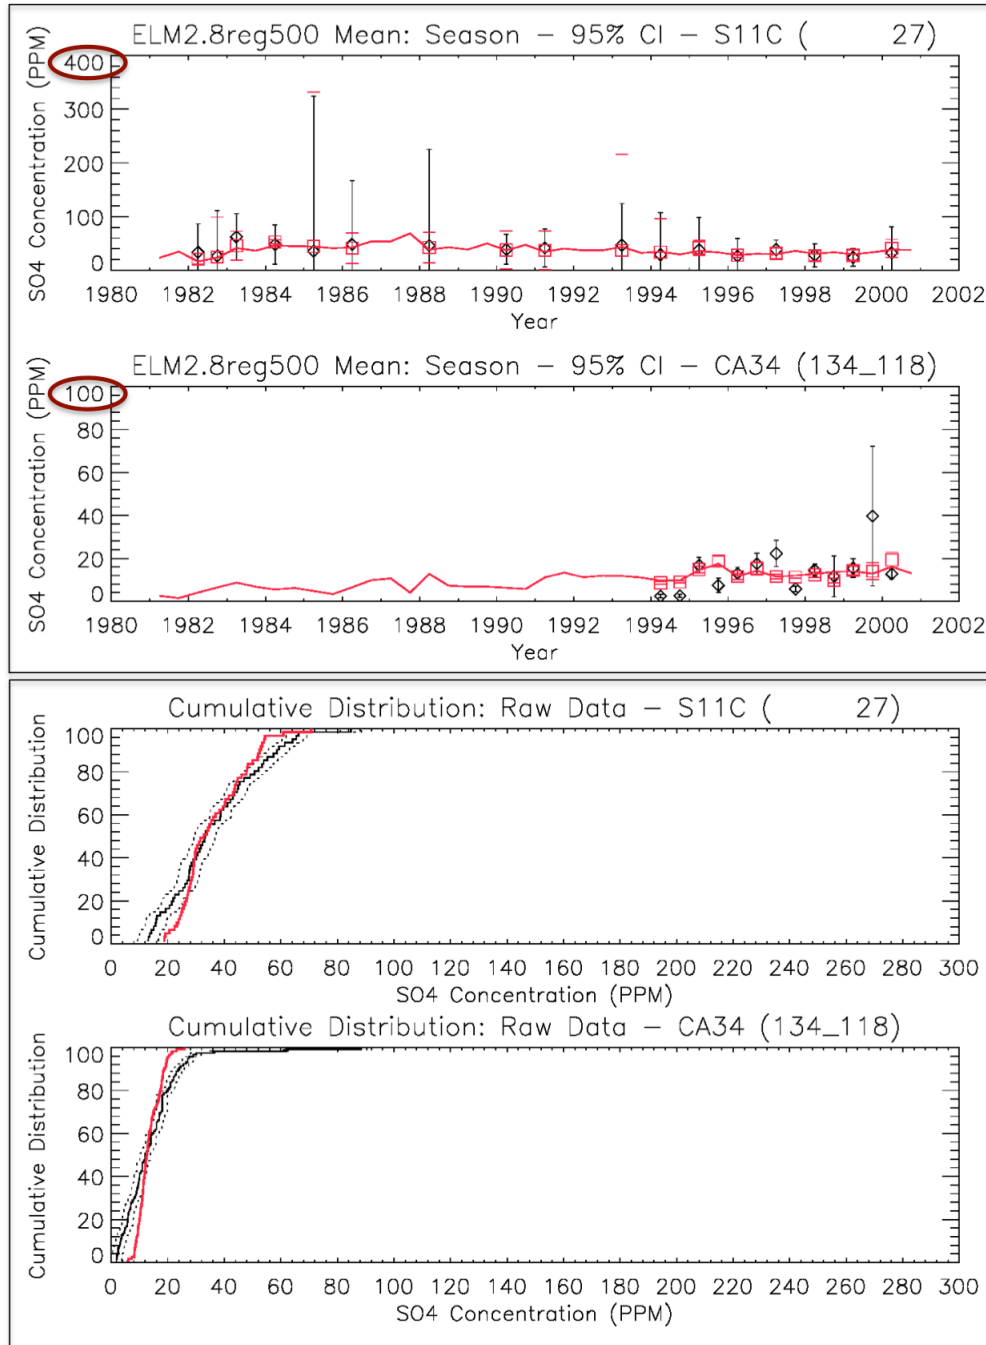 ELM2.8reg500 Mean: Season – 95% CI – S11C ( 27)
SO4 Concentration (PPM)
400
300
200
100
0
1980 1982 1984 1986 1988 1990 1992 1994 1996 1998 2000 2002
Year
ELM2.8reg500 Mean: Season – 95% CI – CA34 (134_118)
SO4 Concentration (PPM)
100
80
60
40
20
0
1980 1982 1984 1986 1988 1990 1992 1994 1996 1998 2000 2002
Year
Cumulative Distribution: Raw Data – S11C ( 27)
Cumulative Distribution
100
80
60
40
20
0
0 20 40 60 80 100 120 140 160 180 200 220 240 260 280 300
SO4 Concentration (PPM)
Cumulative Distribution: Raw Data – CA34 (134_118)
Cumulative Distribution
100
80
60
40
20
0
0 20 40 60 80 100 120 140 160 180 200 220 240 260 280 300
SO4 Concentration (PPM)